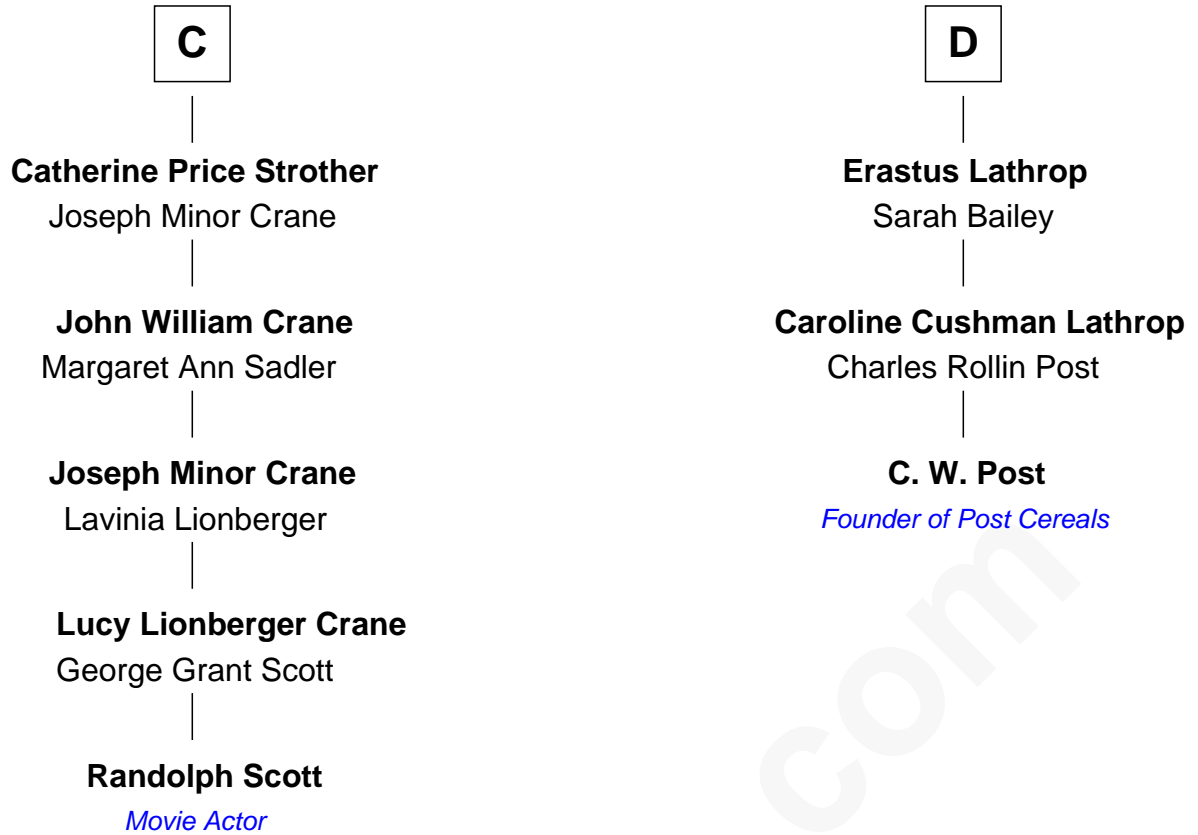 C
Catherine Price Strother
Joseph Minor Crane
John William Crane
Margaret Ann Sadler
Joseph Minor Crane
Lavinia Lionberger
Lucy Lionberger Crane
George Grant Scott
Randolph Scott
Movie Actor
D
Erastus Lathrop
Sarah Bailey
Caroline Cushman Lathrop
Charles Rollin Post
C. W. Post
Founder of Post Cereals
com